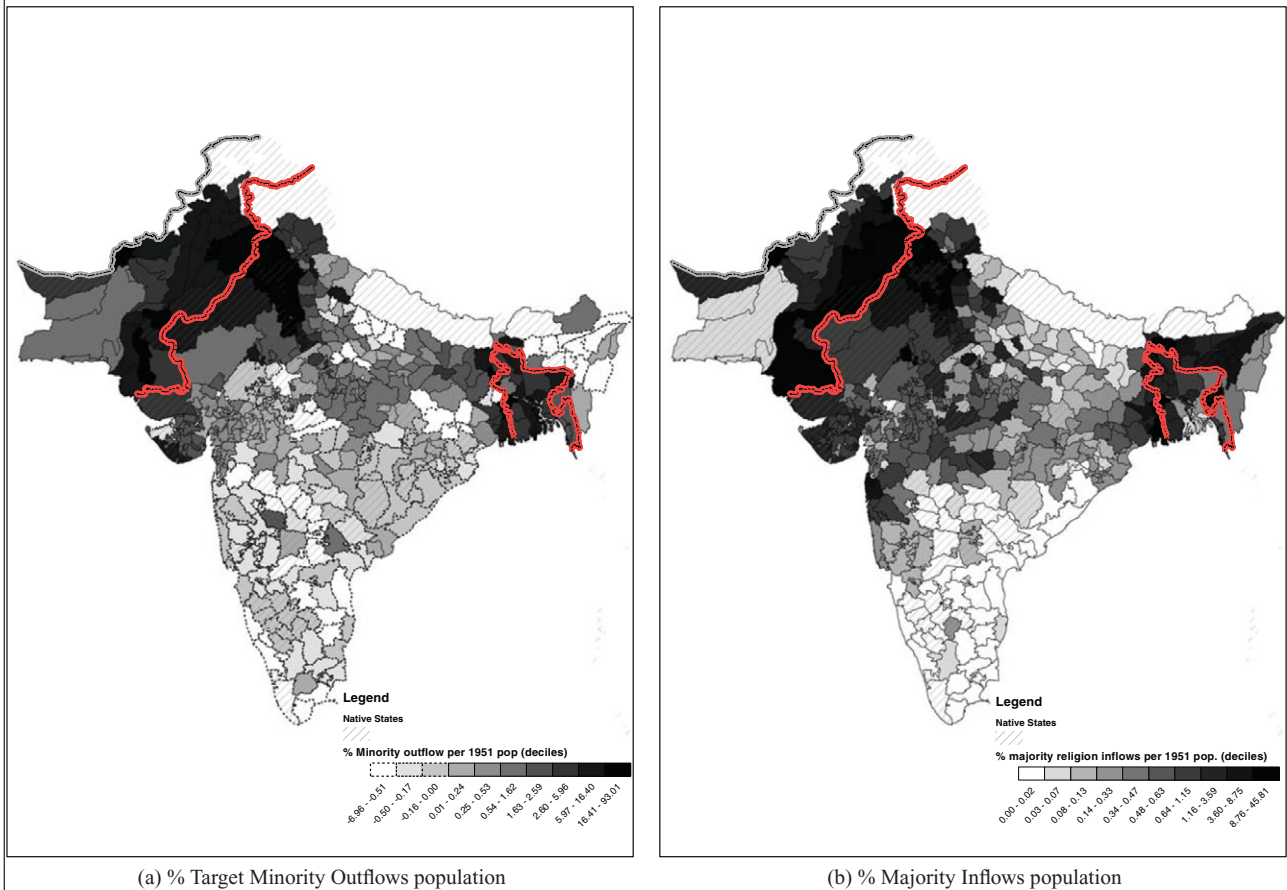 Legend
Native States
% Minority outflow per 1951 pop (deciles)
-6.96 - -0.51
-0.50 - -0.17
-0.16 - 0.00
0.01 - 0.24
0.25 - 0.53
0.54 - 1.62
1.63 - 2.59
2.60 - 5.96
5.97 - 16.40
16.41 - 93.01
(a) % Target Minority Outflows population
Legend
Native States
% majority religion inflows per 1951 pop. (deciles)
0.00 - 0.02
0.03 - 0.07
0.08 - 0.13
0.14 - 0.33
0.34 - 0.47
0.48 - 0.63
0.64 - 1.15
1.16 - 3.59
3.60 - 8.75
8.76 - 45.81
(b) % Majority Inflows population